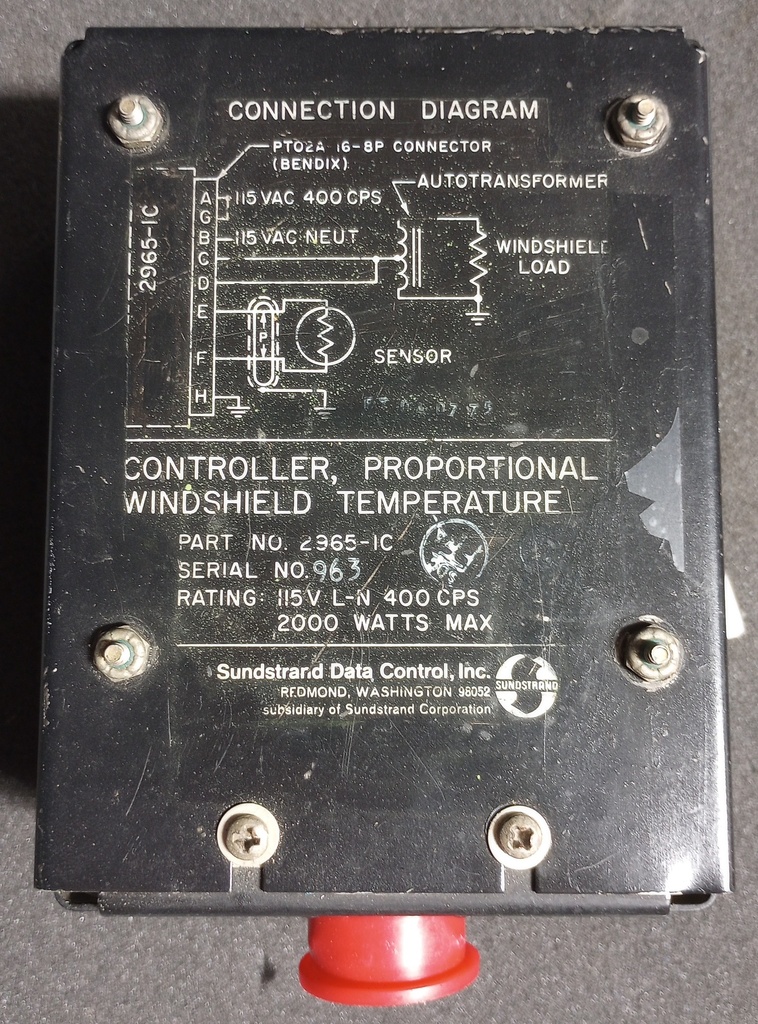 CONNECTION DIAGRAM
PT02A 16-8P CONNECTOR
(BENDIX)
AUTOTRANSFORMER
A 115 VAC 400 CPS
G
B 115 VAC NEUT
C
WINDSHIELD
LOAD
D
2965-1C
E
P
F
SENSOR
H
CONTROLLER, PROPORTIONAL
WINDSHIELD TEMPERATURE
PART NO. 2965-1C
SERIAL NO. 963
RATING: 115V L-N 400 CPS
2000 WATTS MAX
Sundstrand Data Control, Inc.
REDMOND, WASHINGTON 98052
subsidiary of Sundstrand Corporation
SUNDSTRAND